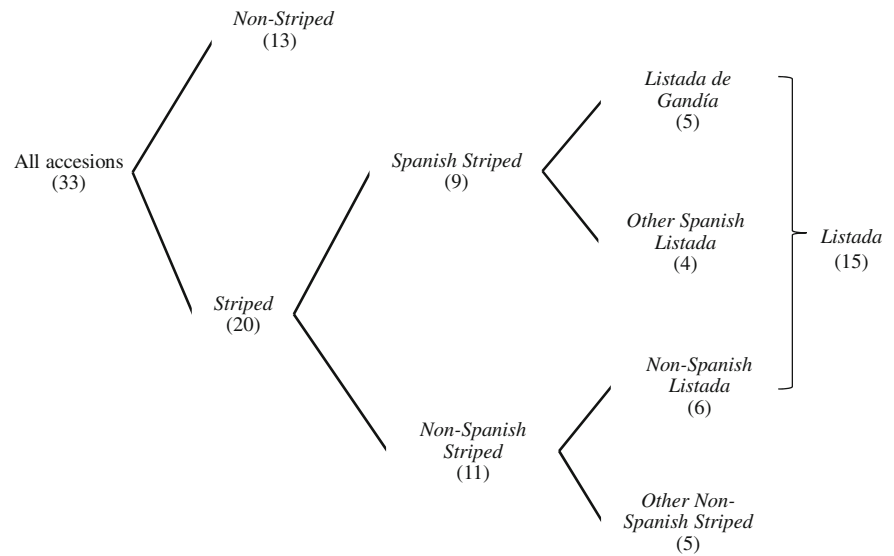 Non-Striped
(13)
All accesions
(33)
Striped
(20)
Spanish Striped
(9)
Non-Spanish
Striped
(11)
Listada de
Gandía
(5)
Other Spanish
Listada
(4)
Non-Spanish
Listada
(6)
Other Non-
Spanish Striped
(5)
Listada
(15)